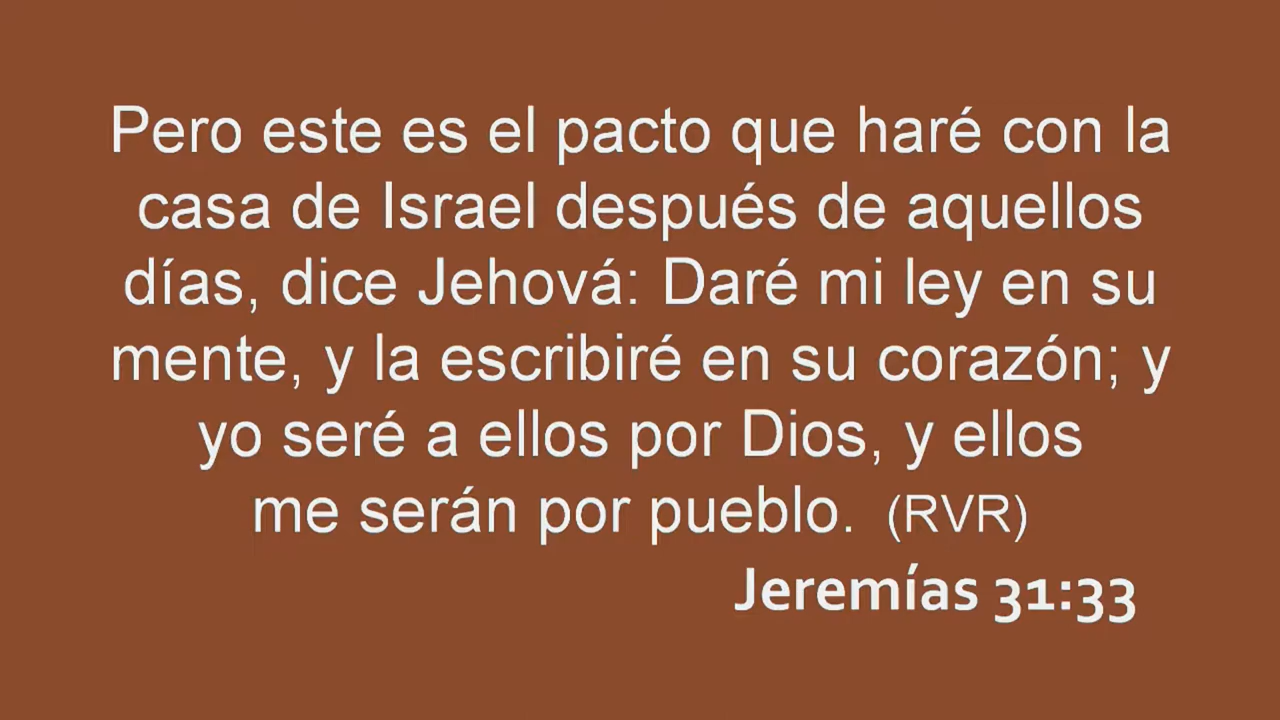 Pero este es el pacto que haré con la
casa de Israel después de aquellos
días, dice Jehová: Daré mi ley en su
mente, y la escribiré en su corazón; y
yo seré a ellos por Dios, y ellos
me serán por pueblo. (RVR)
Jeremías 31:33